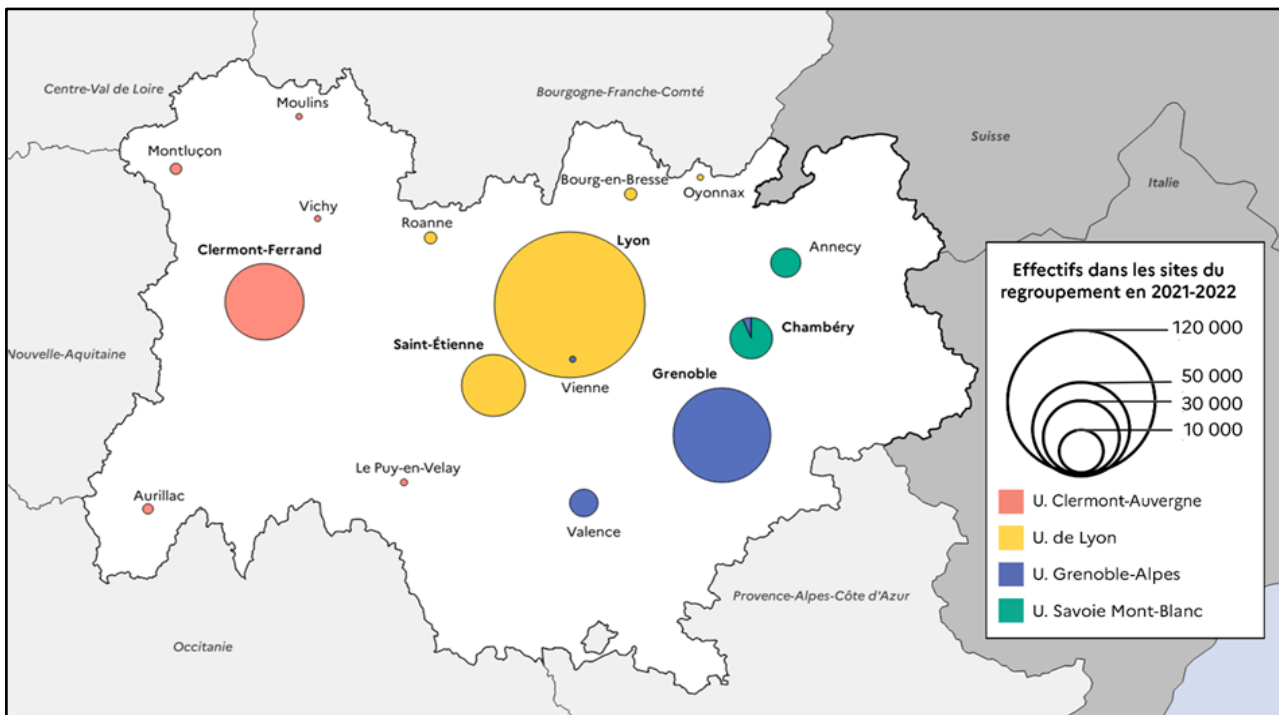 Centre-Val de Loire
Bourgogne-Franche-Comté
Suisse
Italie
Moulins
Montluçon
Vichy
Clermont-Ferrand
Roanne
Bourg-en-Bresse
Oyonnax
Lyon
Annecy
Chambéry
Nouvelle-Aquitaine
Saint-Étienne
Vienne
Grenoble
Le Puy-en-Velay
Aurillac
Valence
Provence-Alpes-Côte d'Azur
Occitanie
Effectifs dans les sites du
regroupement en 2021-2022
120 000
50 000
30 000
10 000
U. Clermont-Auvergne
U. de Lyon
U. Grenoble-Alpes
U. Savoie Mont-Blanc